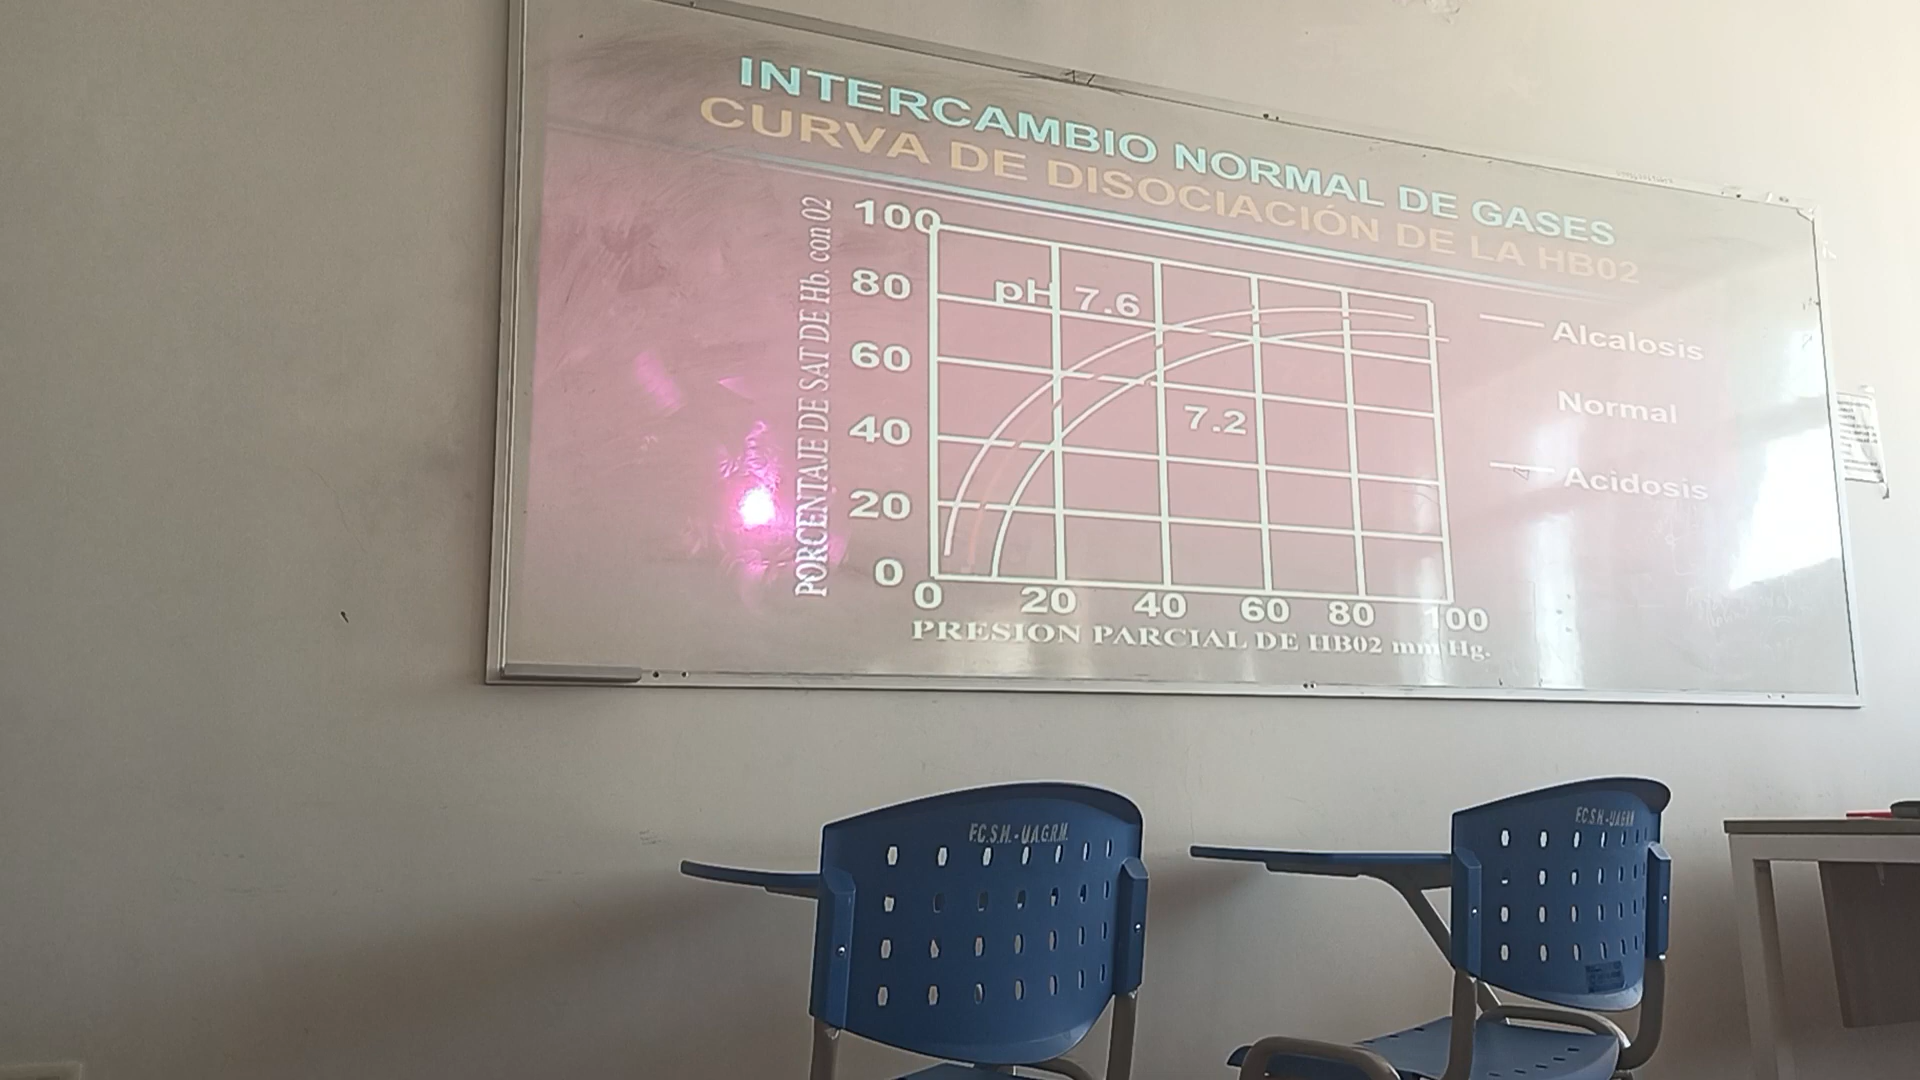 INTERCAMBIO NORMAL DE GASES
CURVA DE DISOCIACIÓN DE LA HB02
PORCENTAJE DE SAT DE Hb. con 02
100
80
60
40
20
0
pH 7.6
7.2
0 20 40 60 80 100
PRESION PARCIAL DE HB02 mm Hg.
Alcalosis
Normal
Acidosis
F.C.S.H. - U.A.G.R.M.
F.C.S.H. - U.A.G.R.M.